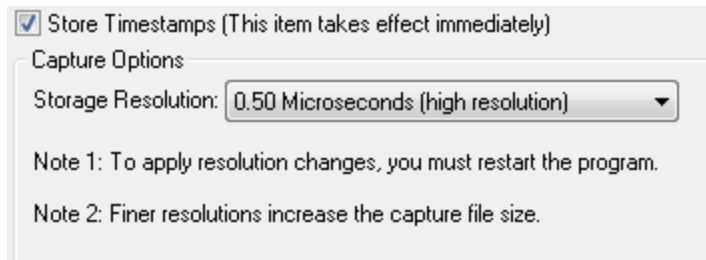 Store Timestamps (This item takes effect immediately)
Capture Options
Storage Resolution: 0.50 Microseconds (high resolution)
Note 1: To apply resolution changes, you must restart the program.
Note 2: Finer resolutions increase the capture file size.